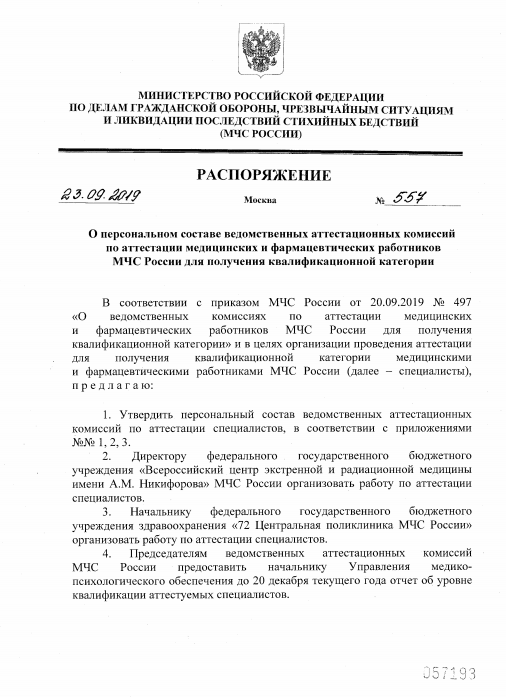 МИНИСТЕРСТВО РОССИЙСКОЙ ФЕДЕРАЦИИ
ПО ДЕЛАМ ГРАЖДАНСКОЙ ОБОРОНЫ, ЧРЕЗВЫЧАЙНЫМ СИТУАЦИЯМ
И ЛИКВИДАЦИИ ПОСЛЕДСТВИЙ СТИХИЙНЫХ БЕДСТВИЙ
(МЧС РОССИИ)
РАСПОРЯЖЕНИЕ
23.09.2019 Москва № 557
О персональном составе ведомственных аттестационных комиссий
по аттестации медицинских и фармацевтических работников
МЧС России для получения квалификационной категории
В соответствии с приказом МЧС России от 20.09.2019 № 497
«О ведомственных комиссиях по аттестации медицинских
и фармацевтических работников МЧС России для получения
квалификационной категории» и в целях организации проведения аттестации
для получения квалификационной категории медицинскими
и фармацевтическими работниками МЧС России (далее – специалисты),
п р е д л а г а ю:
1. Утвердить персональный состав ведомственных аттестационных
комиссий по аттестации специалистов, в соответствии с приложениями
№№ 1, 2, 3.
2. Директору федерального государственного бюджетного
учреждения «Всероссийский центр экстренной и радиационной медицины
имени А.М. Никифорова» МЧС России организовать работу по аттестации
специалистов.
3. Начальнику федерального государственного бюджетного
учреждения здравоохранения «72 Центральная поликлиника МЧС России»
организовать работу по аттестации специалистов.
4. Председателям ведомственных аттестационных комиссий
МЧС России предоставить начальнику Управления медико-
психологического обеспечения до 20 декабря текущего года отчет об уровне
квалификации аттестуемых специалистов.
057193